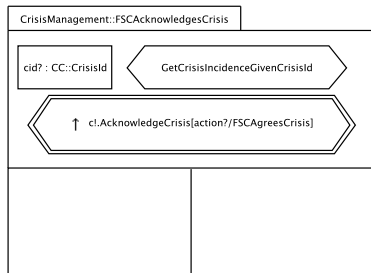 CrisisManagement::FSCAcknowledgesCrisis
cid? : CC::CrisisId
GetCrisisIncidenceGivenCrisisId
↑ c!.AcknowledgeCrisis[action?/FSCAgreesCrisis]